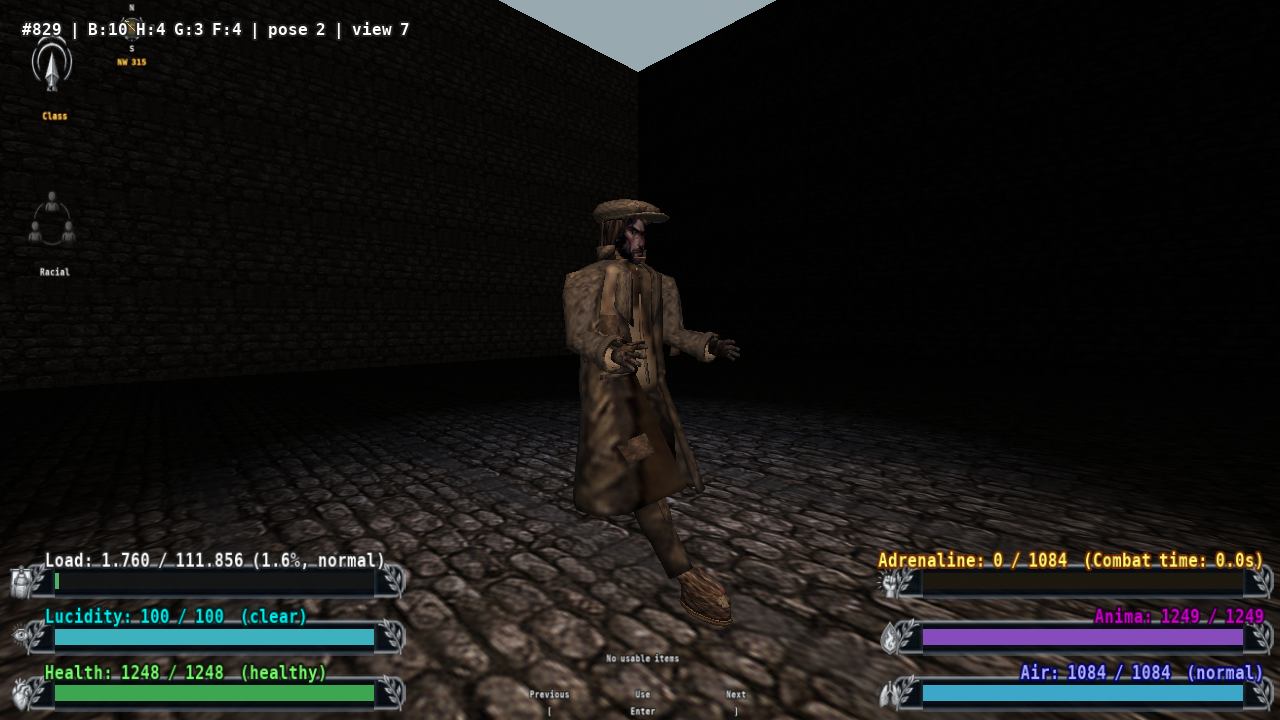 #829 | B:10 H:4 G:3 F:4 | pose 2 | view 7
N
S
NW 315
Class
Racial
Load: 1.760 / 111.856 (1.6%, normal)
Adrenaline: 0 / 1084 (Combat time: 0.0s)
Lucidity: 100 / 100 (clear)
Anima: 1249 / 1249
Health: 1248 / 1248 (healthy)
Air: 1084 / 1084 (normal)
No usable items
Previous Use Next
[ Enter ]